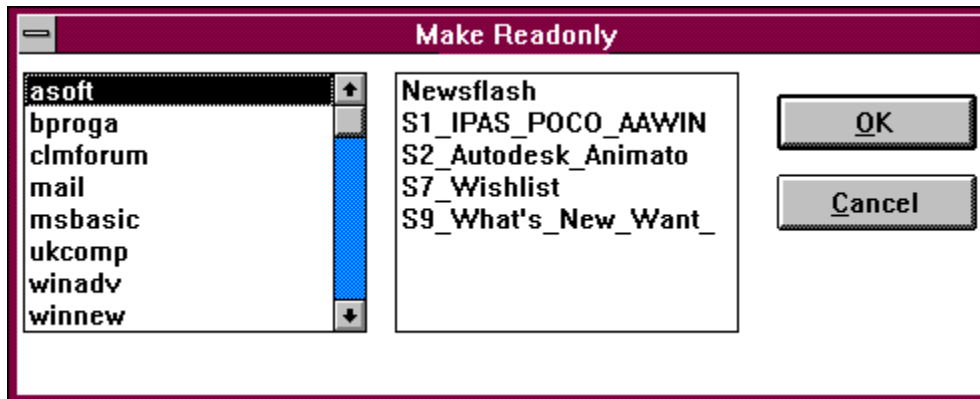 Make Readonly
asoft
bproga
clmforum
mail
msbasic
ukcomp
winadv
winnew
Newsflash
S1_IPAS_POCO_AAWIN
S2_Autodesk_Animato
S7_Wishlist
S9_What's_New_Want_
OK
Cancel